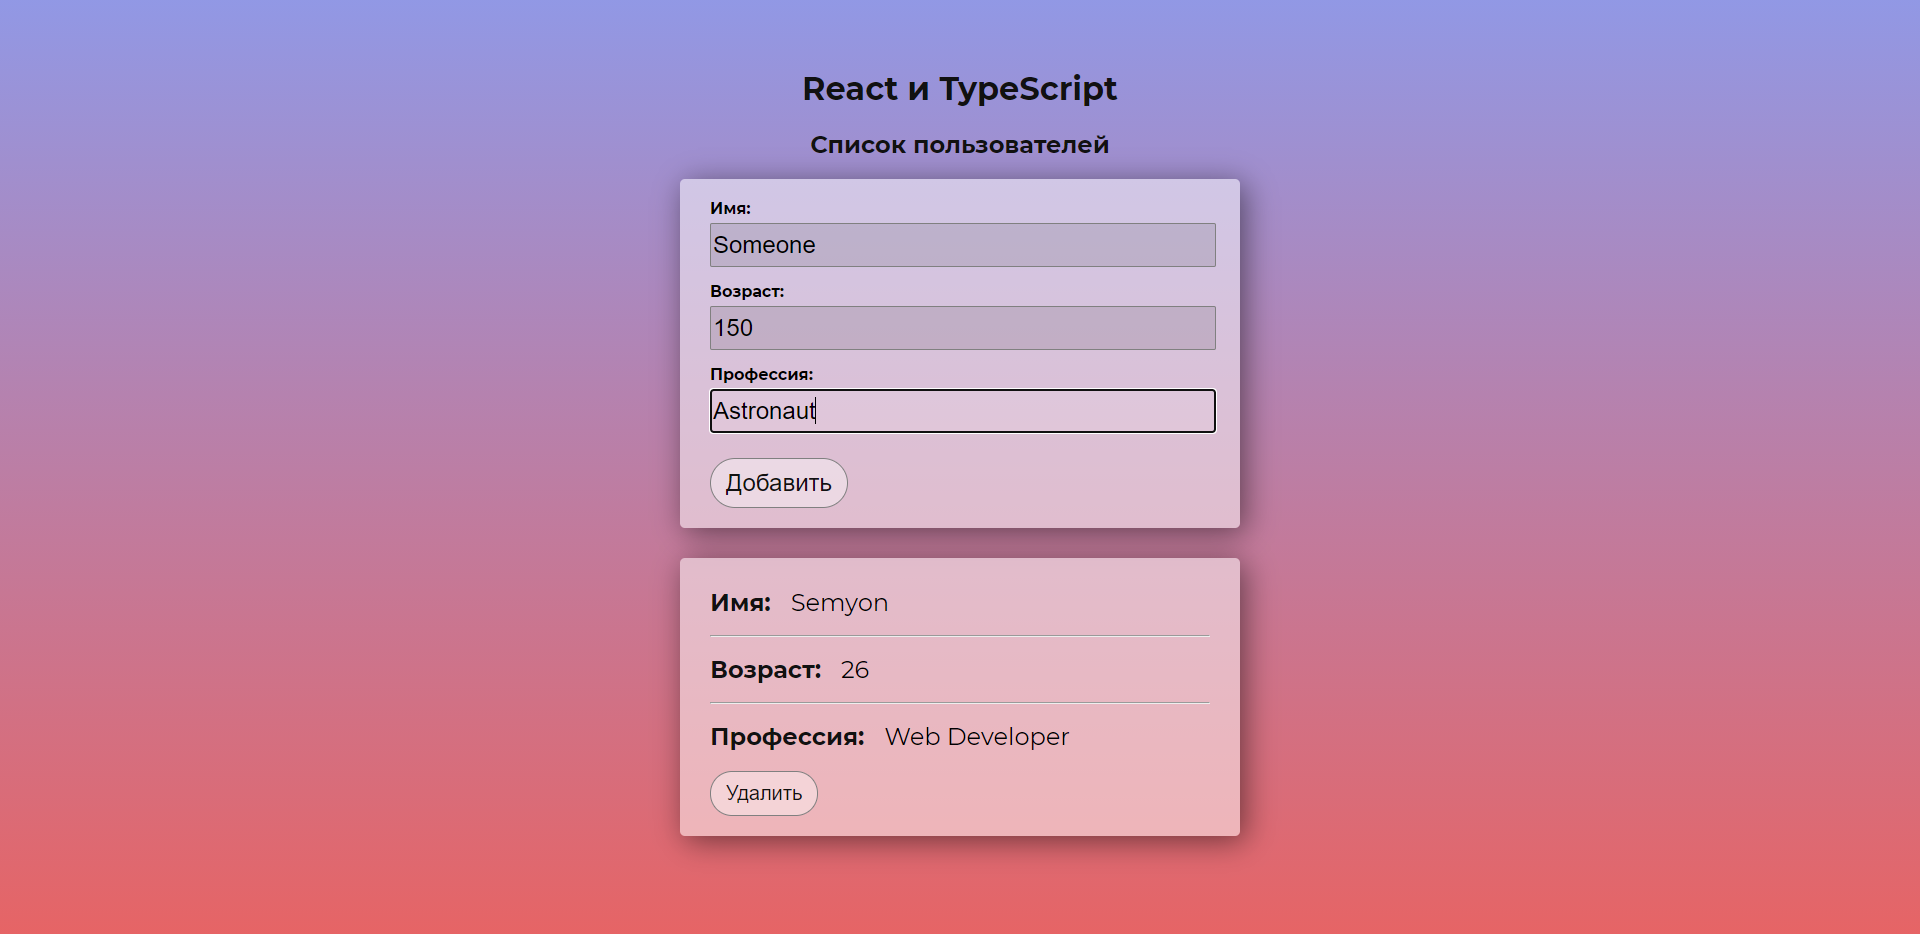 React и TypeScript
Список пользователей
Имя:
Someone
Возраст:
150
Профессия:
Astronaut
Добавить
Имя: Semyon
Возраст: 26
Профессия: Web Developer
Удалить